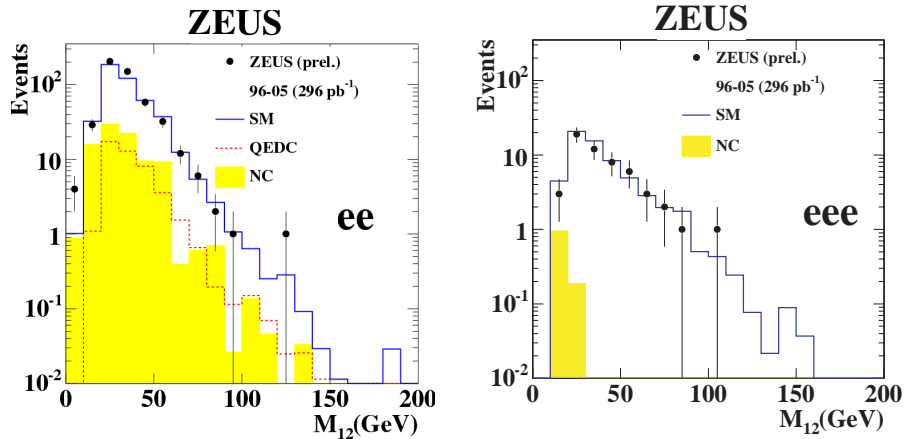 ZEUS
Events
10²
10
1
10⁻¹
10⁻²
ZEUS (prel.)
96-05 (296 pb⁻¹)
SM
QEDC
NC
ee
0 50 100 150 200
M₁₂(GeV)
ZEUS
Events
10²
10
1
10⁻¹
10⁻²
ZEUS (prel.)
96-05 (296 pb⁻¹)
SM
NC
eee
0 50 100 150 200
M₁₂(GeV)